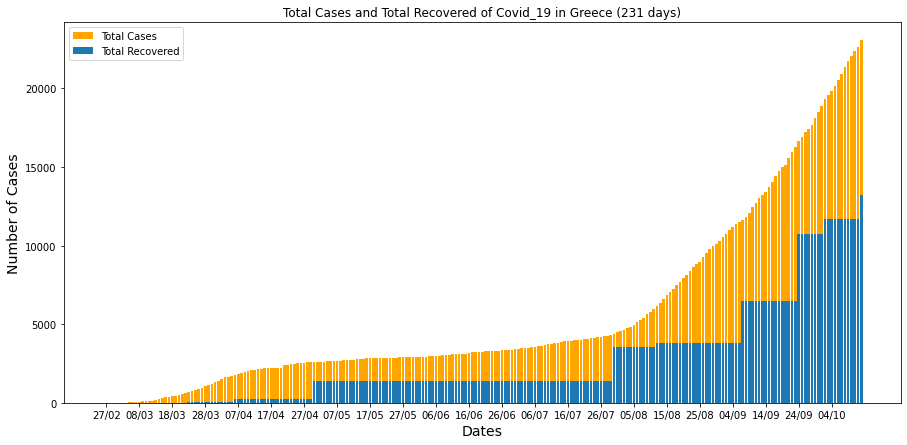 Total Cases and Total Recovered of Covid_19 in Greece (231 days)
Total Cases
Total Recovered
Number of Cases
20000
15000
10000
5000
0
27/02 08/03 18/03 28/03 07/04 17/04 27/04 07/05 17/05 27/05 06/06 16/06 26/06 06/07 16/07 26/07 05/08 15/08 25/08 04/09 14/09 24/09 04/10
Dates